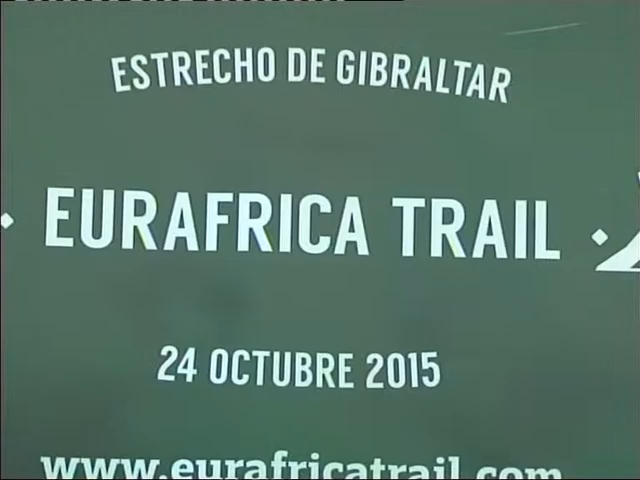 ESTRECHO DE GIBRALTAR
EURAFRICA TRAIL
24 OCTUBRE 2015
www.eurafricatrail.com